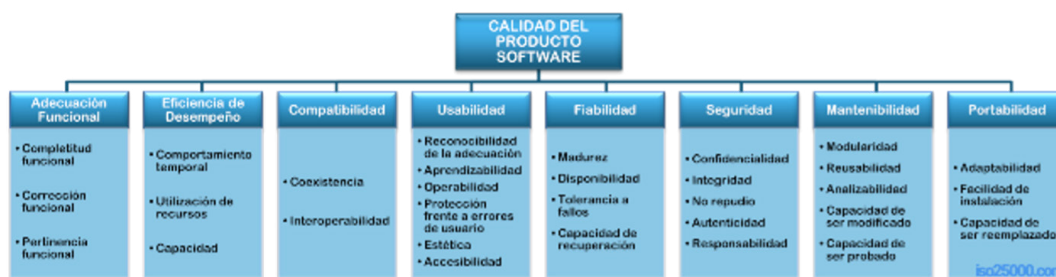 CALIDAD DEL
PRODUCTO
SOFTWARE
Adecuación
Funcional
• Completitud
funcional
• Corrección
funcional
• Pertinencia
funcional
Eficiencia de
Desempeño
• Comportamiento
temporal
• Utilización de
recursos
• Capacidad
Compatibilidad
• Coexistencia
• Interoperabilidad
Usabilidad
• Reconocibilidad
de la adecuación
• Aprendizabilidad
• Operabilidad
• Protección
frente a errores
de usuario
• Estética
• Accesibilidad
Fiabilidad
• Madurez
• Disponibilidad
• Tolerancia a
fallos
• Capacidad de
recuperación
Seguridad
• Confidencialidad
• Integridad
• No repudio
• Autenticidad
• Responsabilidad
Mantenibilidad
• Modularidad
• Reusabilidad
• Analizabilidad
• Capacidad de
ser modificado
• Capacidad de
ser probado
Portabilidad
• Adaptabilidad
• Facilidad de
instalación
• Capacidad de
ser reemplazado
iso25000.co